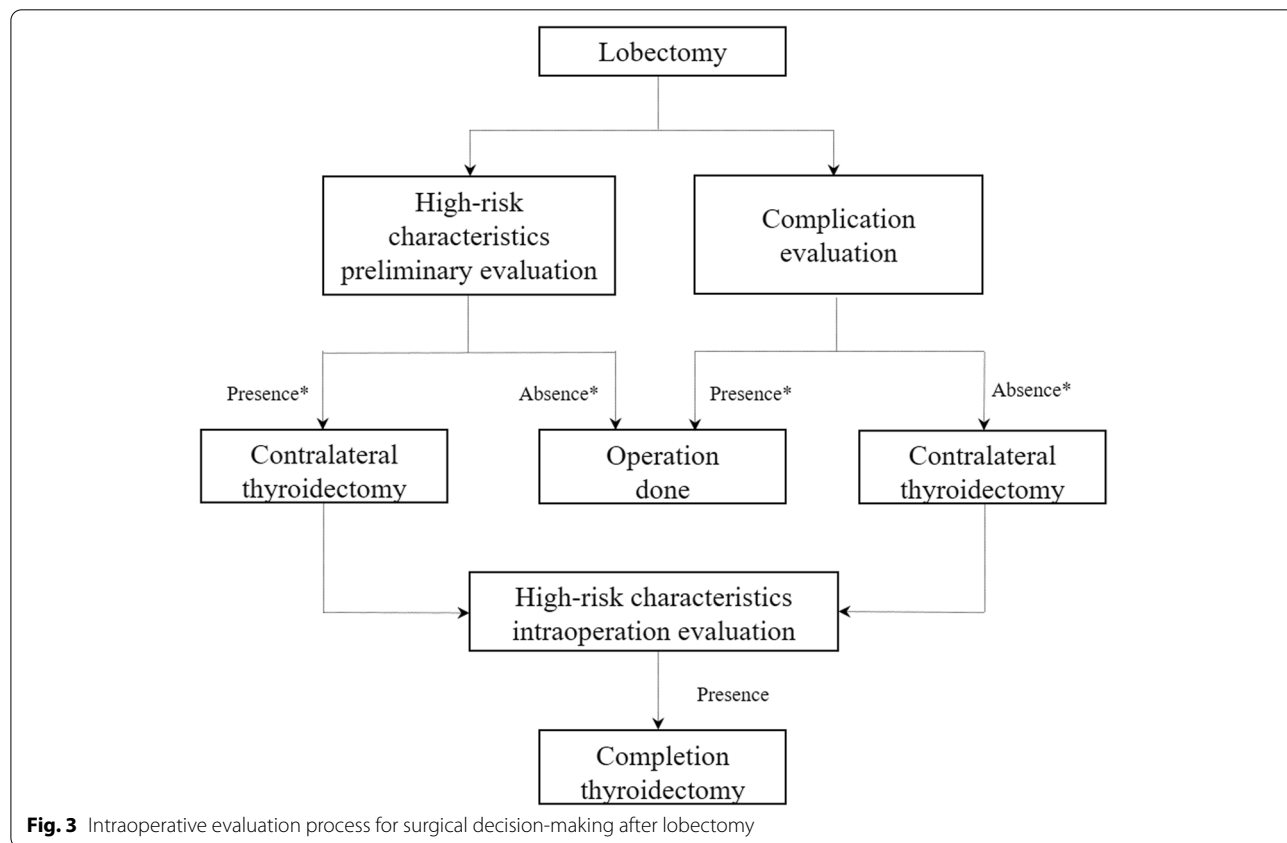 Lobectomy
High-risk
characteristics
preliminary evaluation
Complication
evaluation
Presence*
Absence*
Presence*
Absence*
Contralateral
thyroidectomy
Operation
done
Contralateral
thyroidectomy
High-risk characteristics
intraoperation evaluation
Presence
Completion
thyroidectomy
Fig. 3 Intraoperative evaluation process for surgical decision-making after lobectomy